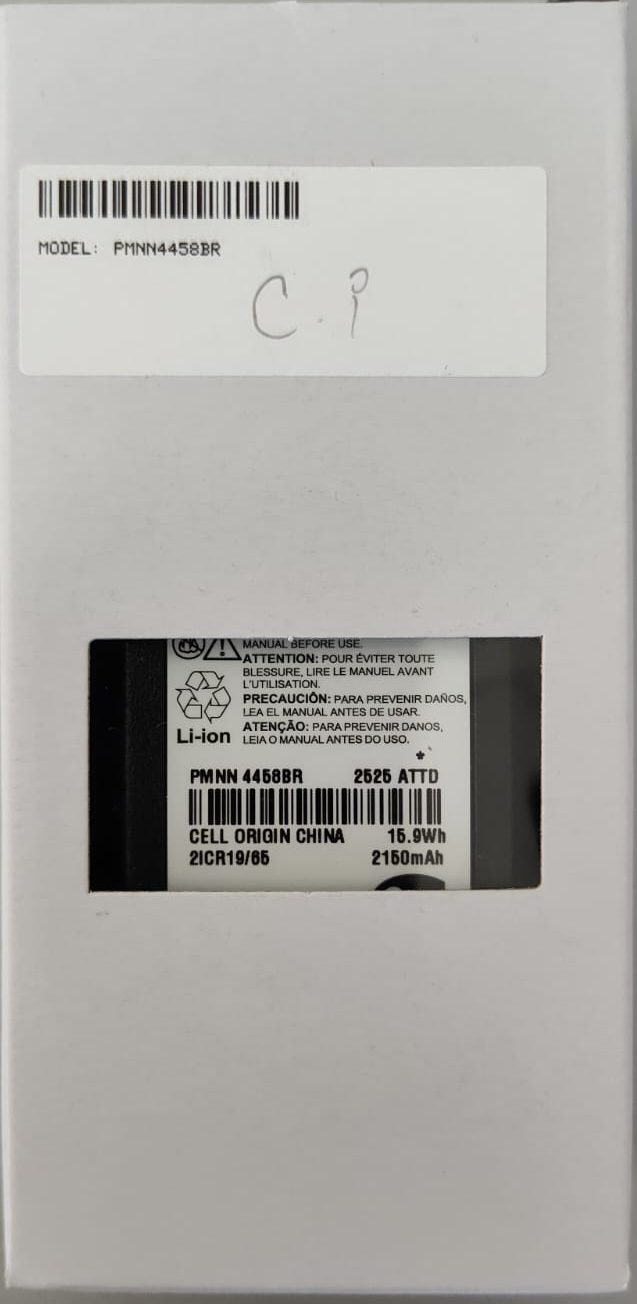 MODEL: PMNN4458BR
C.P
MANUAL BEFORE USE.
ATTENTION: POUR ÉVITER TOUTE
BLESSURE, LIRE LE MANUEL AVANT
L'UTILISATION.
PRECAUCIÓN: PARA PREVENIR DAÑOS,
LEA EL MANUAL ANTES DE USAR.
ATENÇÃO: PARA PREVENIR DANOS,
LEIA O MANUAL ANTES DO USO.
Li-ion
PMNN 4458BR 2525 ATTD
CELL ORIGIN CHINA 15.9Wh
2ICR19/65 2150mAh